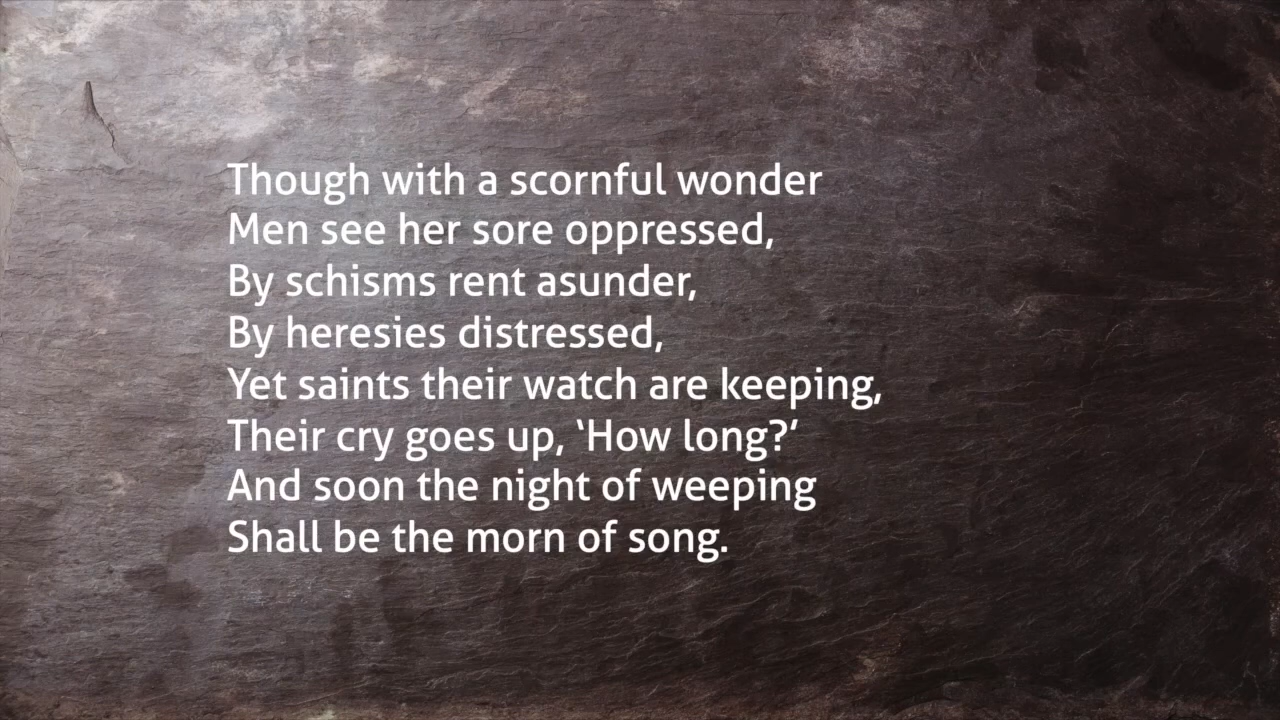 Though with a scornful wonder
Men see her sore oppressed,
By schisms rent asunder,
By heresies distressed,
Yet saints their watch are keeping,
Their cry goes up, ‘How long?’
And soon the night of weeping
Shall be the morn of song.